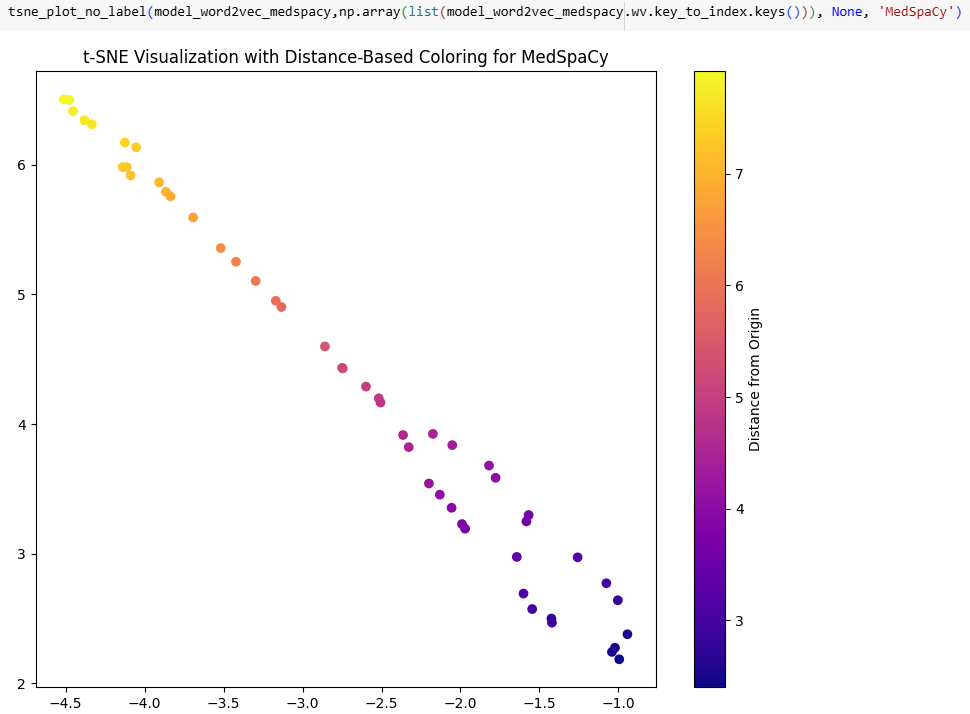 tsne_plot_no_label(model_word2vec_medspacy,np.array(list(model_word2vec_medspacy.wv.key_to_index.keys())), None, 'MedSpaCy')
t-SNE Visualization with Distance-Based Coloring for MedSpaCy
6
5
4
3
2
−4.5 −4.0 −3.5 −3.0 −2.5 −2.0 −1.5 −1.0
7
6
5
4
3
Distance from Origin